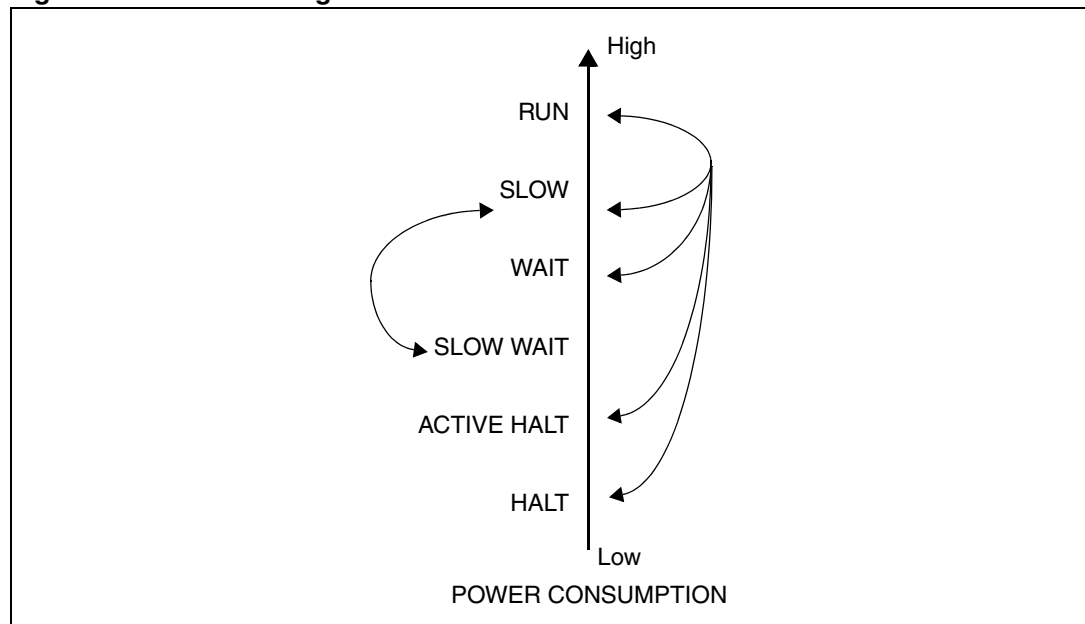 High
RUN
SLOW
WAIT
SLOW WAIT
ACTIVE HALT
HALT
Low
POWER CONSUMPTION